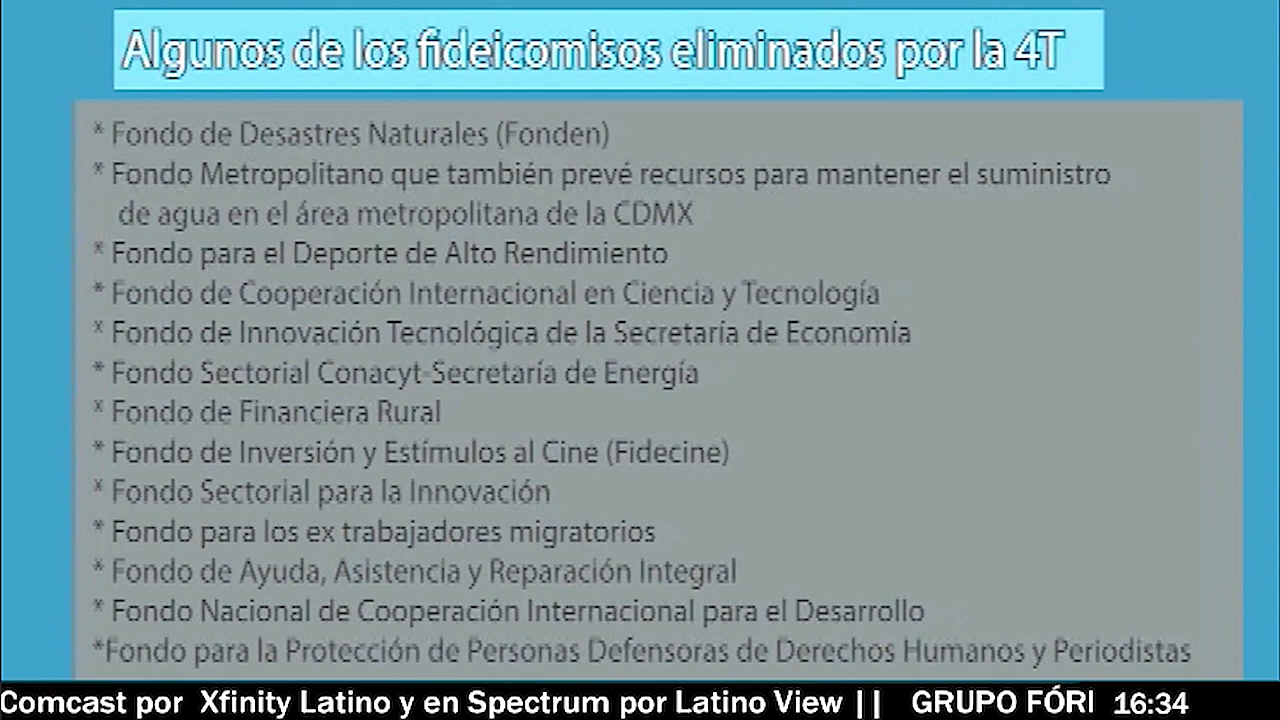 Algunos de los fideicomisos eliminados por la 4T
* Fondo de Desastres Naturales (Fonden)
* Fondo Metropolitano que también prevé recursos para mantener el suministro
de agua en el área metropolitana de la CDMX
* Fondo para el Deporte de Alto Rendimiento
* Fondo de Cooperación Internacional en Ciencia y Tecnología
* Fondo de Innovación Tecnológica de la Secretaría de Economía
* Fondo Sectorial Conacyt-Secretaría de Energía
* Fondo de Financiera Rural
* Fondo de Inversión y Estímulos al Cine (Fidecine)
* Fondo Sectorial para la Innovación
* Fondo para los ex trabajadores migratorios
* Fondo de Ayuda, Asistencia y Reparación Integral
* Fondo Nacional de Cooperación Internacional para el Desarrollo
*Fondo para la Protección de Personas Defensoras de Derechos Humanos y Periodistas
Comcast por Xfinity Latino y en Spectrum por Latino View || GRUPO FÓRI 16:34